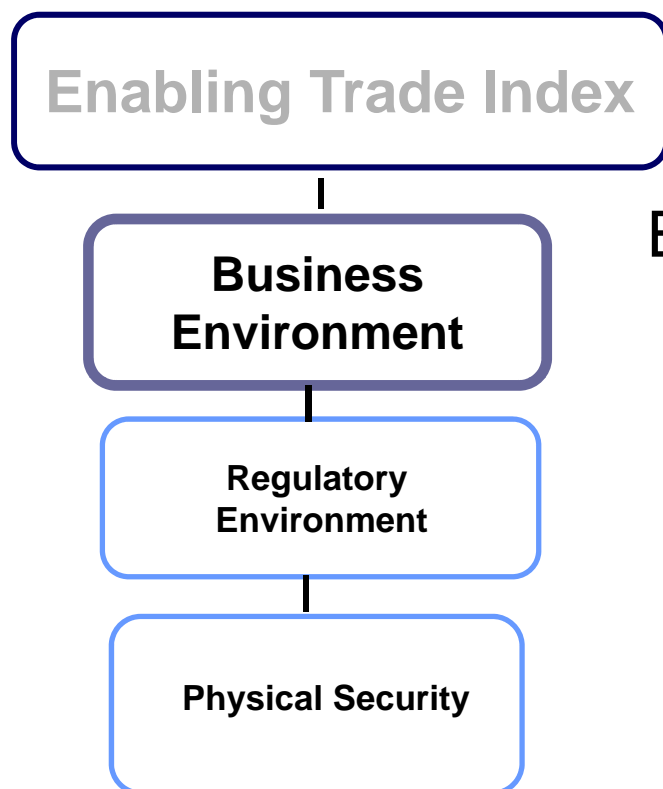 Enabling Trade Index
Business
Environment
Regulatory
Environment
Physical Security